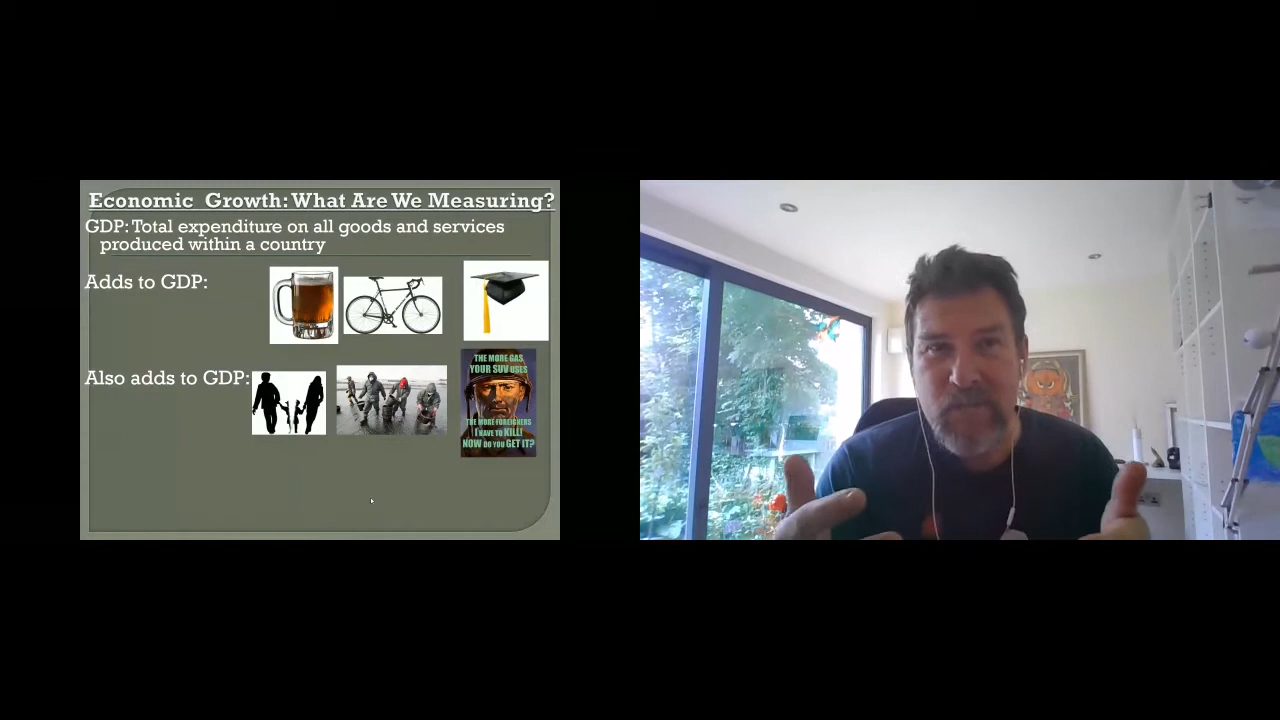 Economic Growth: What Are We Measuring?
GDP: Total expenditure on all goods and services
produced within a country
Adds to GDP:
Also adds to GDP:
THE MORE GAS
YOUR SUV USES
THE MORE FOREIGNERS
I HAVE TO KILL!
NOW DO YOU GET IT?